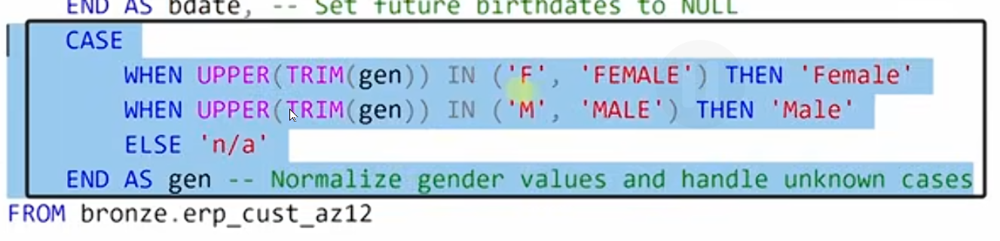 END AS bdate, -- Set future birthdates to NULL
CASE
WHEN UPPER(TRIM(gen)) IN ('F', 'FEMALE') THEN 'Female'
WHEN UPPER(TRIM(gen)) IN ('M', 'MALE') THEN 'Male'
ELSE 'n/a'
END AS gen -- Normalize gender values and handle unknown cases
FROM bronze.erp_cust_az12